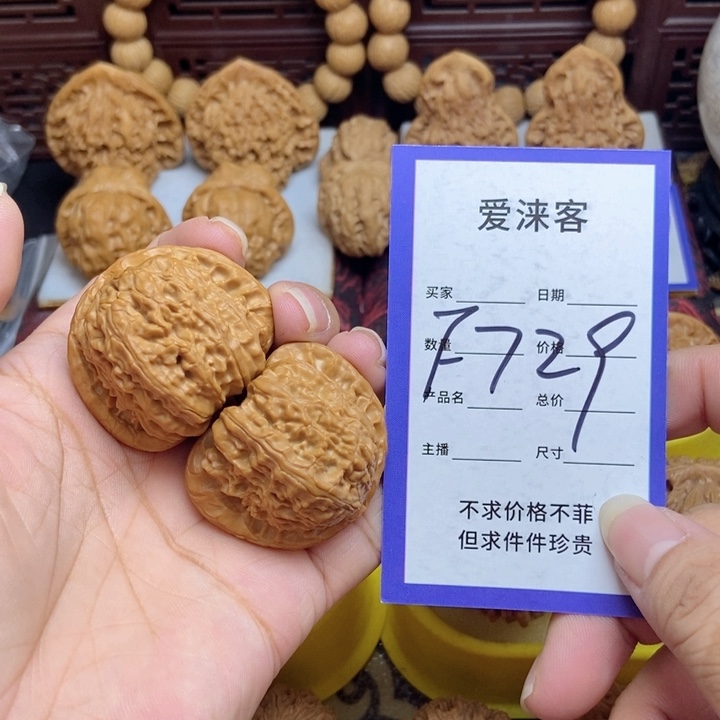 爱涞客
买家 日期
F729
数量 价格
产品名 总价
主播 尺寸
不求价格不菲
但求件件珍贵